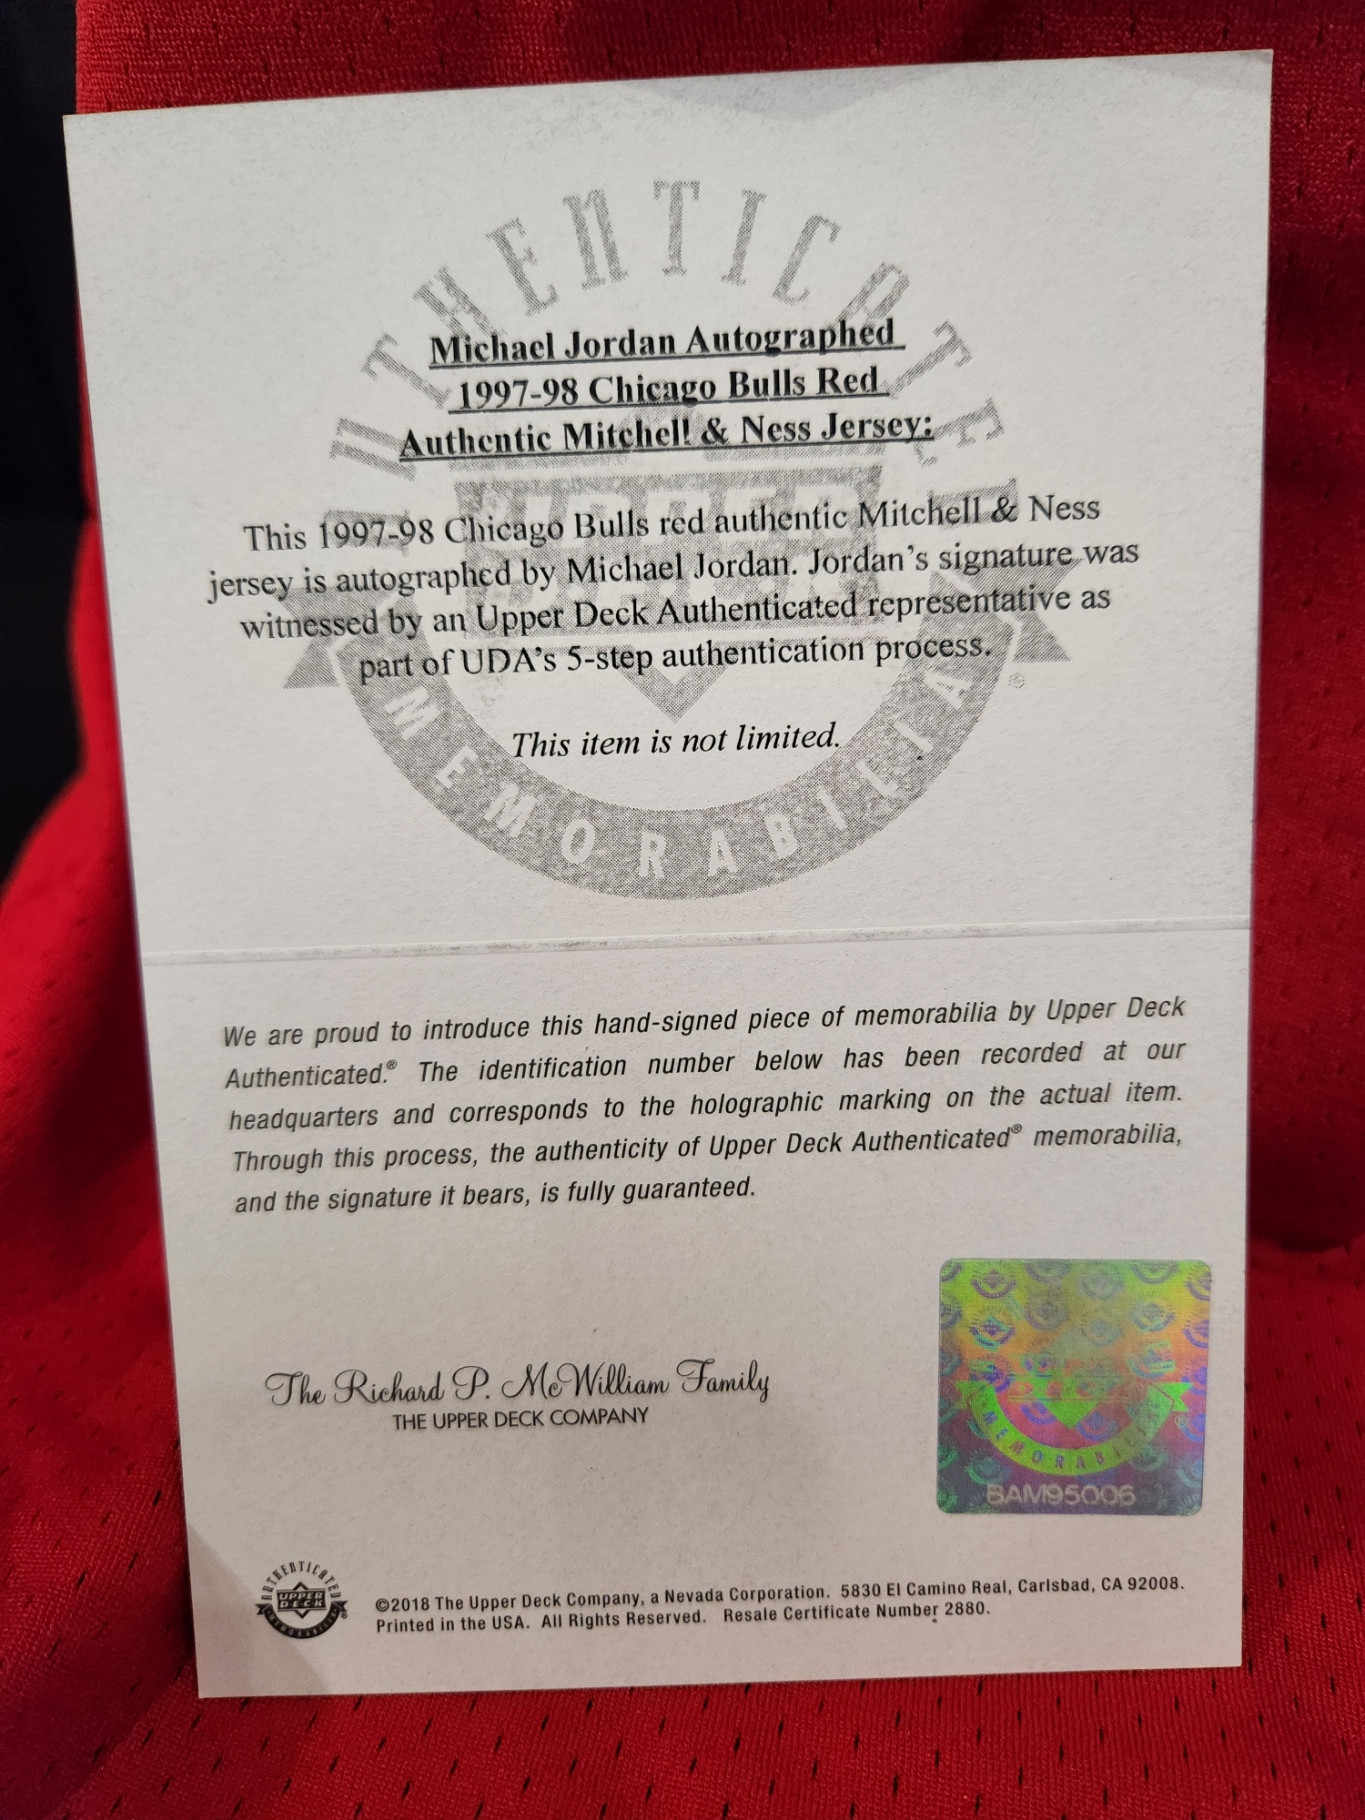 AUTHENTICATED
Michael Jordan Autographed
1997-98 Chicago Bulls Red
Authentic Mitchell & Ness Jersey:
UPPER DECK
This 1997-98 Chicago Bulls red authentic Mitchell & Ness
jersey is autographed by Michael Jordan. Jordan's signature was
witnessed by an Upper Deck Authenticated representative as
part of UDA's 5-step authentication process.
This item is not limited.
MEMORABILIA
We are proud to introduce this hand-signed piece of memorabilia by Upper Deck
Authenticated.® The identification number below has been recorded at our
headquarters and corresponds to the holographic marking on the actual item.
Through this process, the authenticity of Upper Deck Authenticated® memorabilia,
and the signature it bears, is fully guaranteed.
The Richard P. McWilliam Family
THE UPPER DECK COMPANY
MEMORABILIA
BAM95006
AUTHENTICATED
UPPER
DECK
MEMORABILIA
©2018 The Upper Deck Company, a Nevada Corporation. 5830 El Camino Real, Carlsbad, CA 92008.
Printed in the USA. All Rights Reserved. Resale Certificate Number 2880.